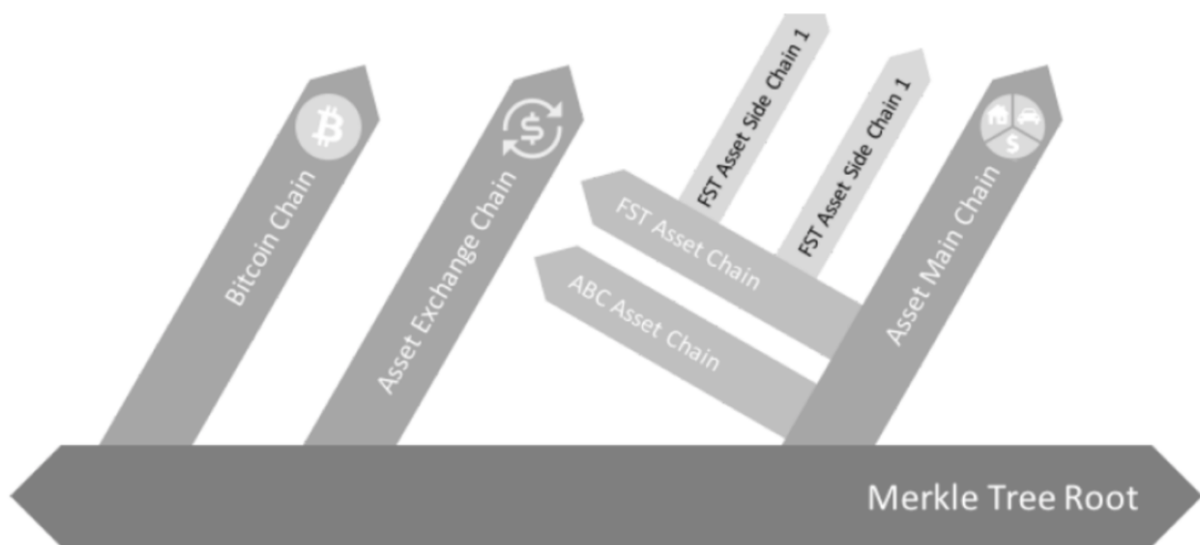 Bitcoin Chain
Asset Exchange Chain
FST Asset Side Chain 1
FST Asset Side Chain 1
FST Asset Chain
ABC Asset Chain
Asset Main Chain
Merkle Tree Root